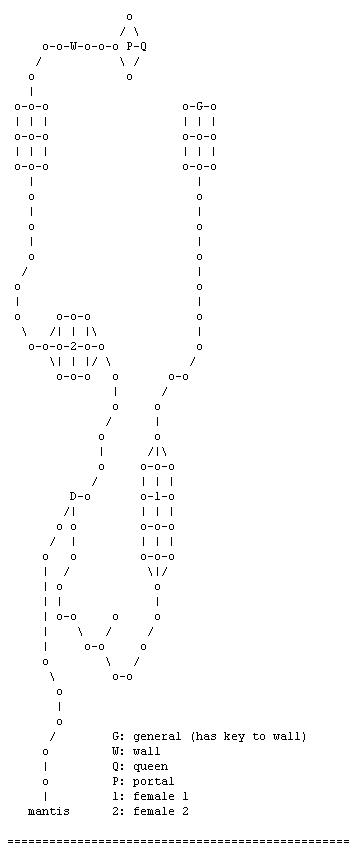 o
             / \
   o-o-W-o-o-o P-Q
  /          \ /
 o            o
 |
o-o-o                o-G-o
| | |                | | |
o-o-o                o-o-o
| | |                | | |
o-o-o                o-o-o
 |                     |
 o                     o
 |                     |
 o                     o
 |                     |
 o                     o
/                      |
o                      o
|                      |
o    o-o-o             o
 \  /| | |\            |
 o-o-o-2-o-o           o
    \| | |/ \         /
     o-o-o   o      o-o
             |     /
             o    o
            /     |
           o      o
           |     /|\
           o    o-o-o
          /     | | |
       D-o      o-1-o
      /|        | | |
     o o        o-o-o
    /  |        | | |
   o   o        o-o-o
   |  /          \|/
   | o            o
   | |            |
   | o-o    o     o
   |    \  /     /
   |     o-o    o
   o        \  /
    \        o-o
     o
     |
     o
    /       G: general (has key to wall)
   o        W: wall
   |        Q: queen
   o        P: portal
   |        1: female 1
 mantis     2: female 2
=================================================